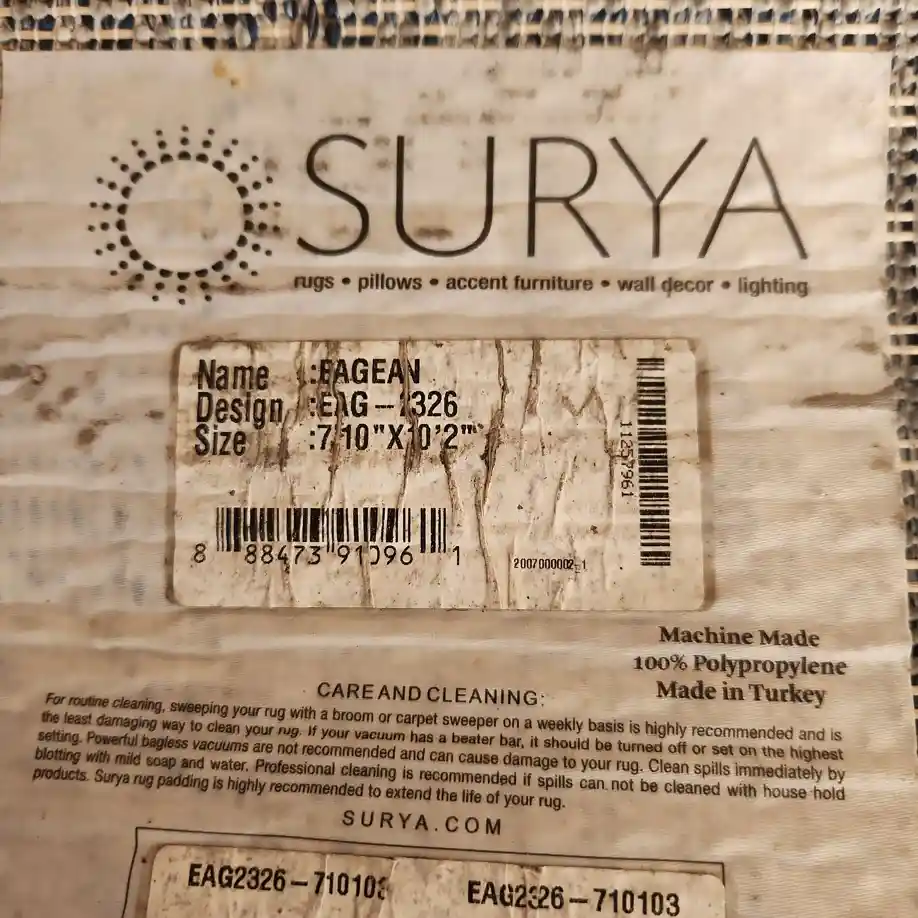 SURYA
rugs • pillows • accent furniture • wall decor • lighting
Name :EAGEAN
Design :EAG-2326
Size :7'10"X10'2"
11257961
8 88473 91096 1
2007000002-1
Machine Made
100% Polypropylene
Made in Turkey
CARE AND CLEANING:
For routine cleaning, sweeping your rug with a broom or carpet sweeper on a weekly basis is highly recommended and is
the least damaging way to clean your rug. If your vacuum has a beater bar, it should be turned off or set on the highest
setting. Powerful bagless vacuums are not recommended and can cause damage to your rug. Clean spills immediately by
blotting with mild soap and water. Professional cleaning is recommended if spills can not be cleaned with house hold
products. Surya rug padding is highly recommended to extend the life of your rug.
SURYA.COM
EAG2326-710103 EAG2326-710103